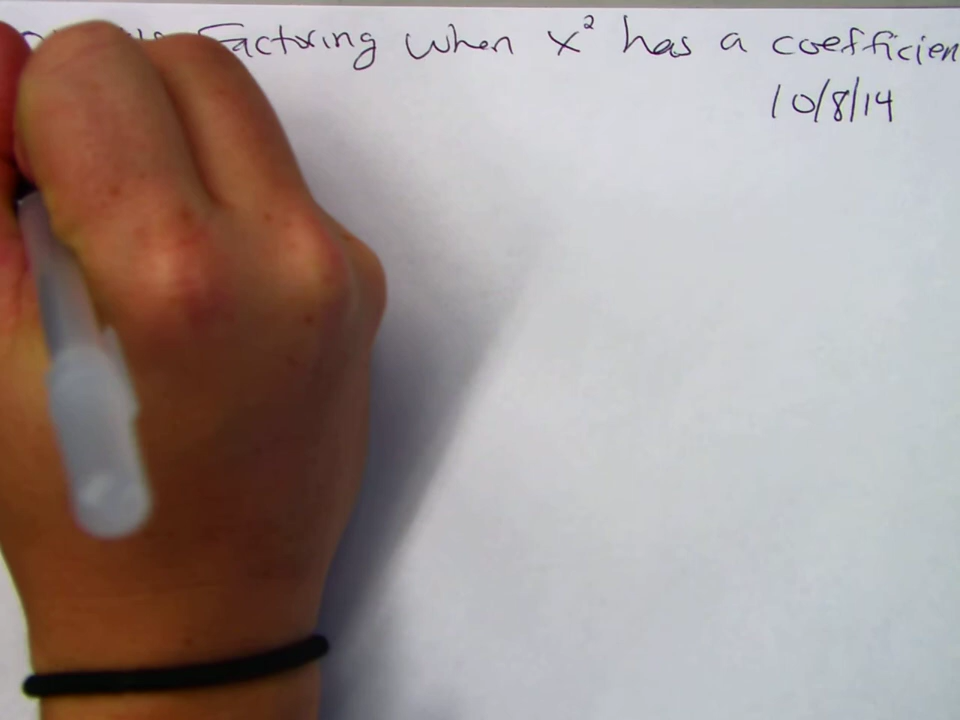 Factoring when x² has a coefficien
10/8/14